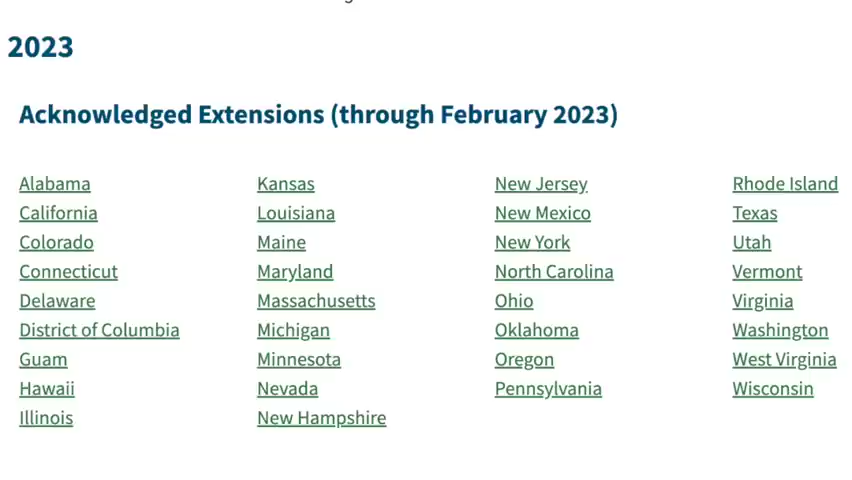 2023
Acknowledged Extensions (through February 2023)
Alabama
California
Colorado
Connecticut
Delaware
District of Columbia
Guam
Hawaii
Illinois
Kansas
Louisiana
Maine
Maryland
Massachusetts
Michigan
Minnesota
Nevada
New Hampshire
New Jersey
New Mexico
New York
North Carolina
Ohio
Oklahoma
Oregon
Pennsylvania
Rhode Island
Texas
Utah
Vermont
Virginia
Washington
West Virginia
Wisconsin